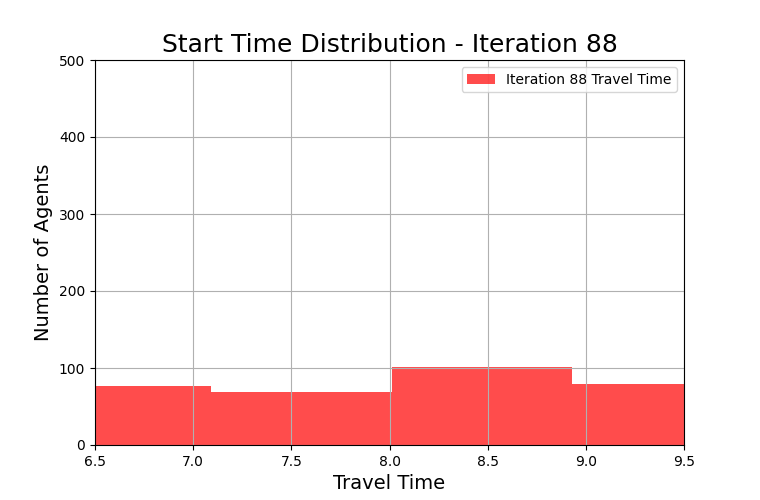 Start Time Distribution - Iteration 88
500
Iteration 88 Travel Time
400
300
200
100
0
Number of Agents
6.5 7.0 7.5 8.0 8.5 9.0 9.5
Travel Time